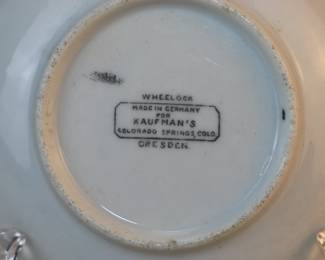 WHEELOCK
MADE IN GERMANY
FOR
KAUFMAN'S
COLORADO SPRINGS, COLO.
DRESDEN.